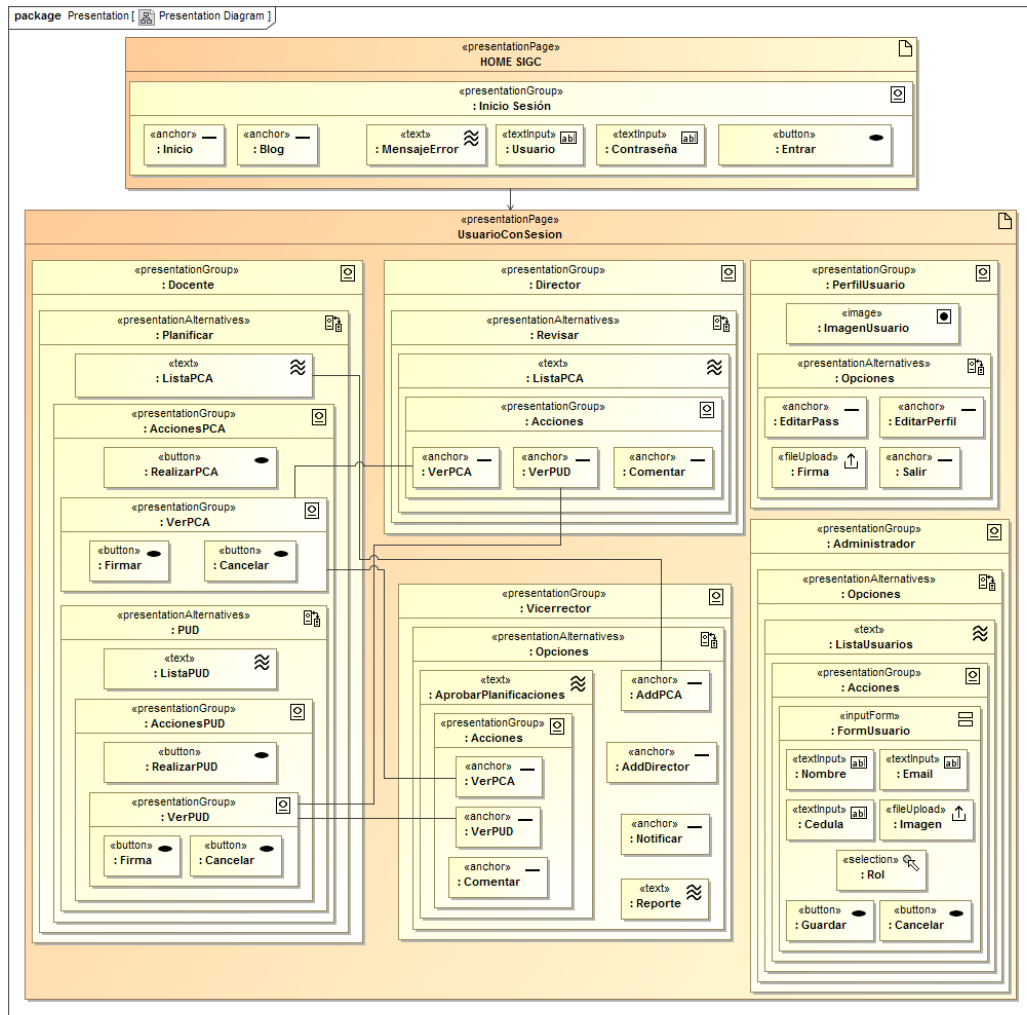 package Presentation [ Presentation Diagram ]
«presentationPage»
HOME SIGC
«presentationGroup»
: Inicio Sesión
«anchor»
: Inicio
«anchor»
: Blog
«text»
: MensajeError
«textInput»
: Usuario
«textInput»
: Contraseña
«button»
: Entrar
«presentationPage»
UsuarioConSesion
«presentationGroup»
: Docente
«presentationAlternatives»
: Planificar
«text»
: ListaPCA
«presentationGroup»
: AccionesPCA
«button»
: RealizarPCA
«presentationGroup»
: VerPCA
«button»
: Firmar
«button»
: Cancelar
«presentationGroup»
: PUD
«text»
: ListaPUD
«presentationGroup»
: AccionesPUD
«button»
: RealizarPUD
«presentationGroup»
: VerPUD
«button»
: Firma
«button»
: Cancelar
«presentationGroup»
: Director
«presentationAlternatives»
: Revisar
«text»
: ListaPCA
«presentationGroup»
: Acciones
«anchor»
: VerPCA
«anchor»
: VerPUD
«anchor»
: Comentar
«presentationGroup»
: Vicerrector
«presentationAlternatives»
: Opciones
«text»
: AprobarPlanificaciones
«presentationGroup»
: Acciones
«anchor»
: VerPCA
«anchor»
: VerPUD
«anchor»
: Comentar
«anchor»
: AddPCA
«anchor»
: AddDirector
«anchor»
: Notificar
«text»
: Reporte
«presentationGroup»
: PerfilUsuario
«image»
: ImagenUsuario
«presentationAlternatives»
: Opciones
«anchor»
: EditarPass
«anchor»
: EditarPerfil
«fileUpload»
: Firma
«anchor»
: Salir
«presentationGroup»
: Administrador
«presentationAlternatives»
: Opciones
«text»
: ListaUsuarios
«presentationGroup»
: Acciones
«inputForm»
: FormUsuario
«textInput»
: Nombre
«textInput»
: Email
«textInput»
: Cedula
«fileUpload»
: Imagen
«selection»
: Rol
«button»
: Guardar
«button»
: Cancelar